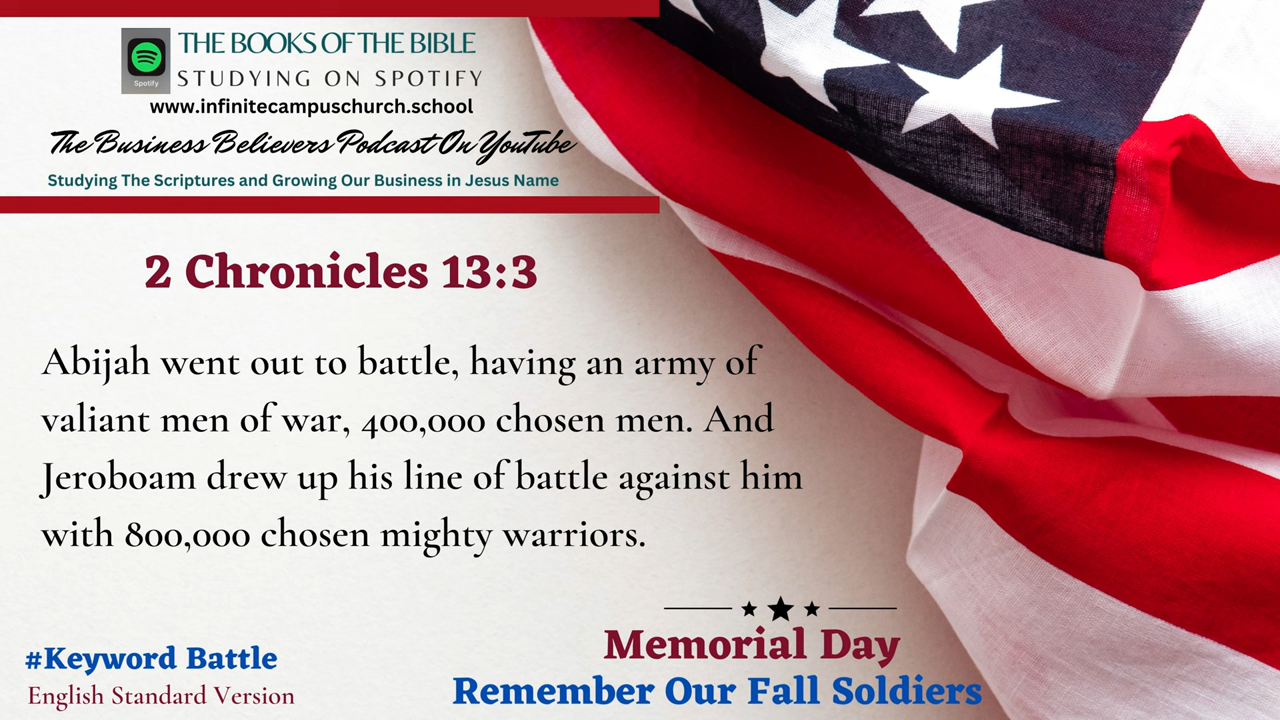 Spotify
THE BOOKS OF THE BIBLE
STUDYING ON SPOTIFY
www.infinitecampuschurch.school
The Business Believers Podcast On YouTube
Studying The Scriptures and Growing Our Business in Jesus Name
2 Chronicles 13:3
Abijah went out to battle, having an army of
valiant men of war, 400,000 chosen men. And
Jeroboam drew up his line of battle against him
with 800,000 chosen mighty warriors.
#Keyword Battle
English Standard Version
Memorial Day
Remember Our Fall Soldiers